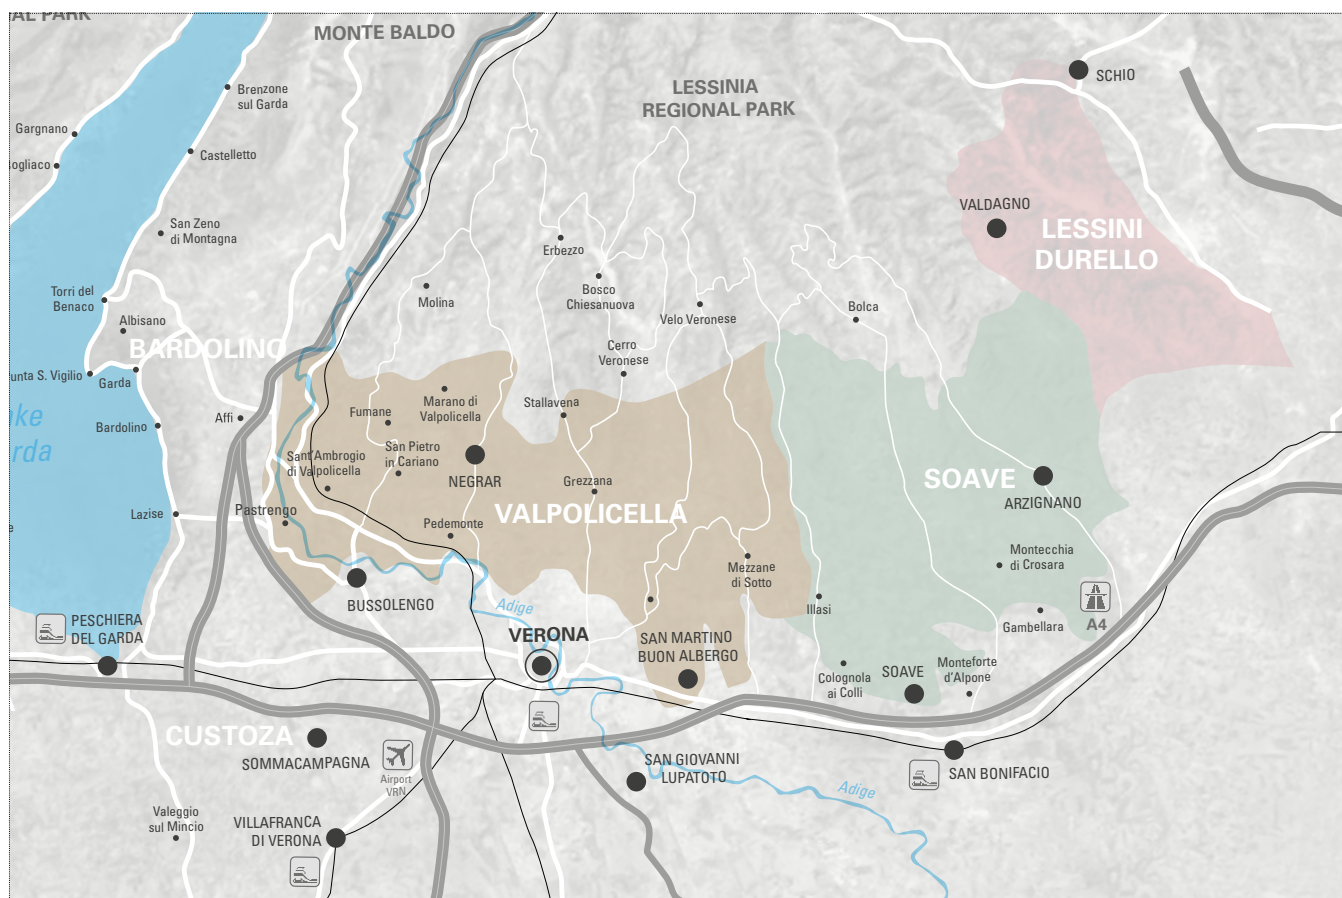 AL PARK
MONTE BALDO
LESSINIA
REGIONAL PARK
SCHIO
Brenzone
sul Garda
Gargnano
ogliaco
Castelletto
San Zeno
di Montagna
VALDAGNO
LESSINI
DURELLO
Erbezzo
Molina
Bosco
Chiesanuova
Velo Veronese
Bolca
Torri del
Benaco
Albisano
BARDOLINO
Cerro
Veronese
unta S. Vigilio
Garda
Bardolino
Affi
ke
rda
Fumane
Marano di
Valpolicella
Stallavena
Sant'Ambrogio
di Valpolicella
San Pietro
in Cariano
NEGRAR
Grezzana
SOAVE
ARZIGNANO
Lazise
Pastrengo
Pedemonte
VALPOLICELLA
e
Montecchia
di Crosara
Mezzane
di Sotto
BUSSOLENGO
Adige
Illasi
Gambellara
A4
PESCHIERA
DEL GARDA
VERONA
SAN MARTINO
BUON ALBERGO
Colognola
ai Colli
SOAVE
Monteforte
d'Alpone
CUSTOZA
SOMMACAMPAGNA
Airport
VRN
SAN GIOVANNI
LUPATOTO
Adige
SAN BONIFACIO
Valeggio
sul Mincio
VILLAFRANCA
DI VERONA